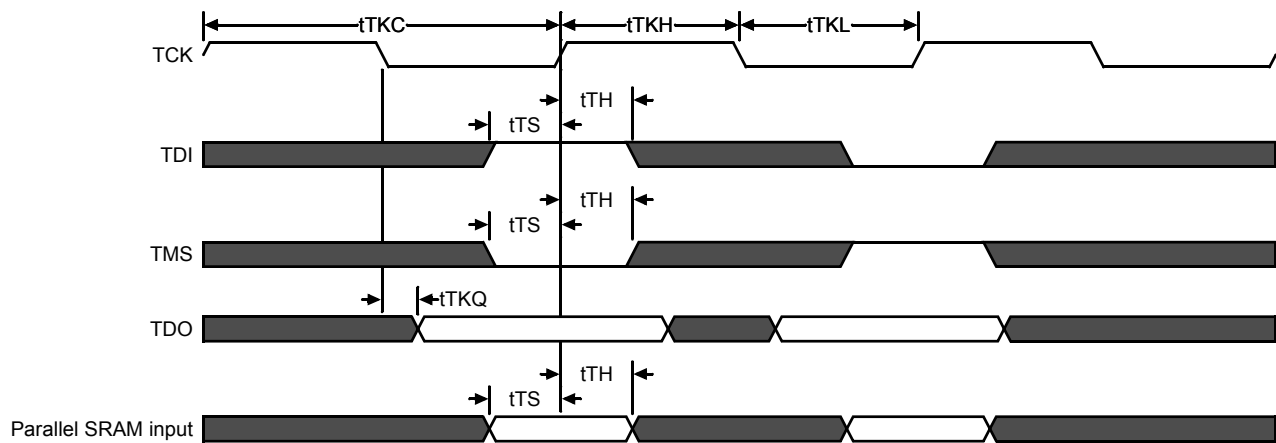 tTKC
tTKH
tTKL
TCK
tTH
tTS
TDI
tTH
tTS
TMS
tTKQ
TDO
tTH
tTS
Parallel SRAM input